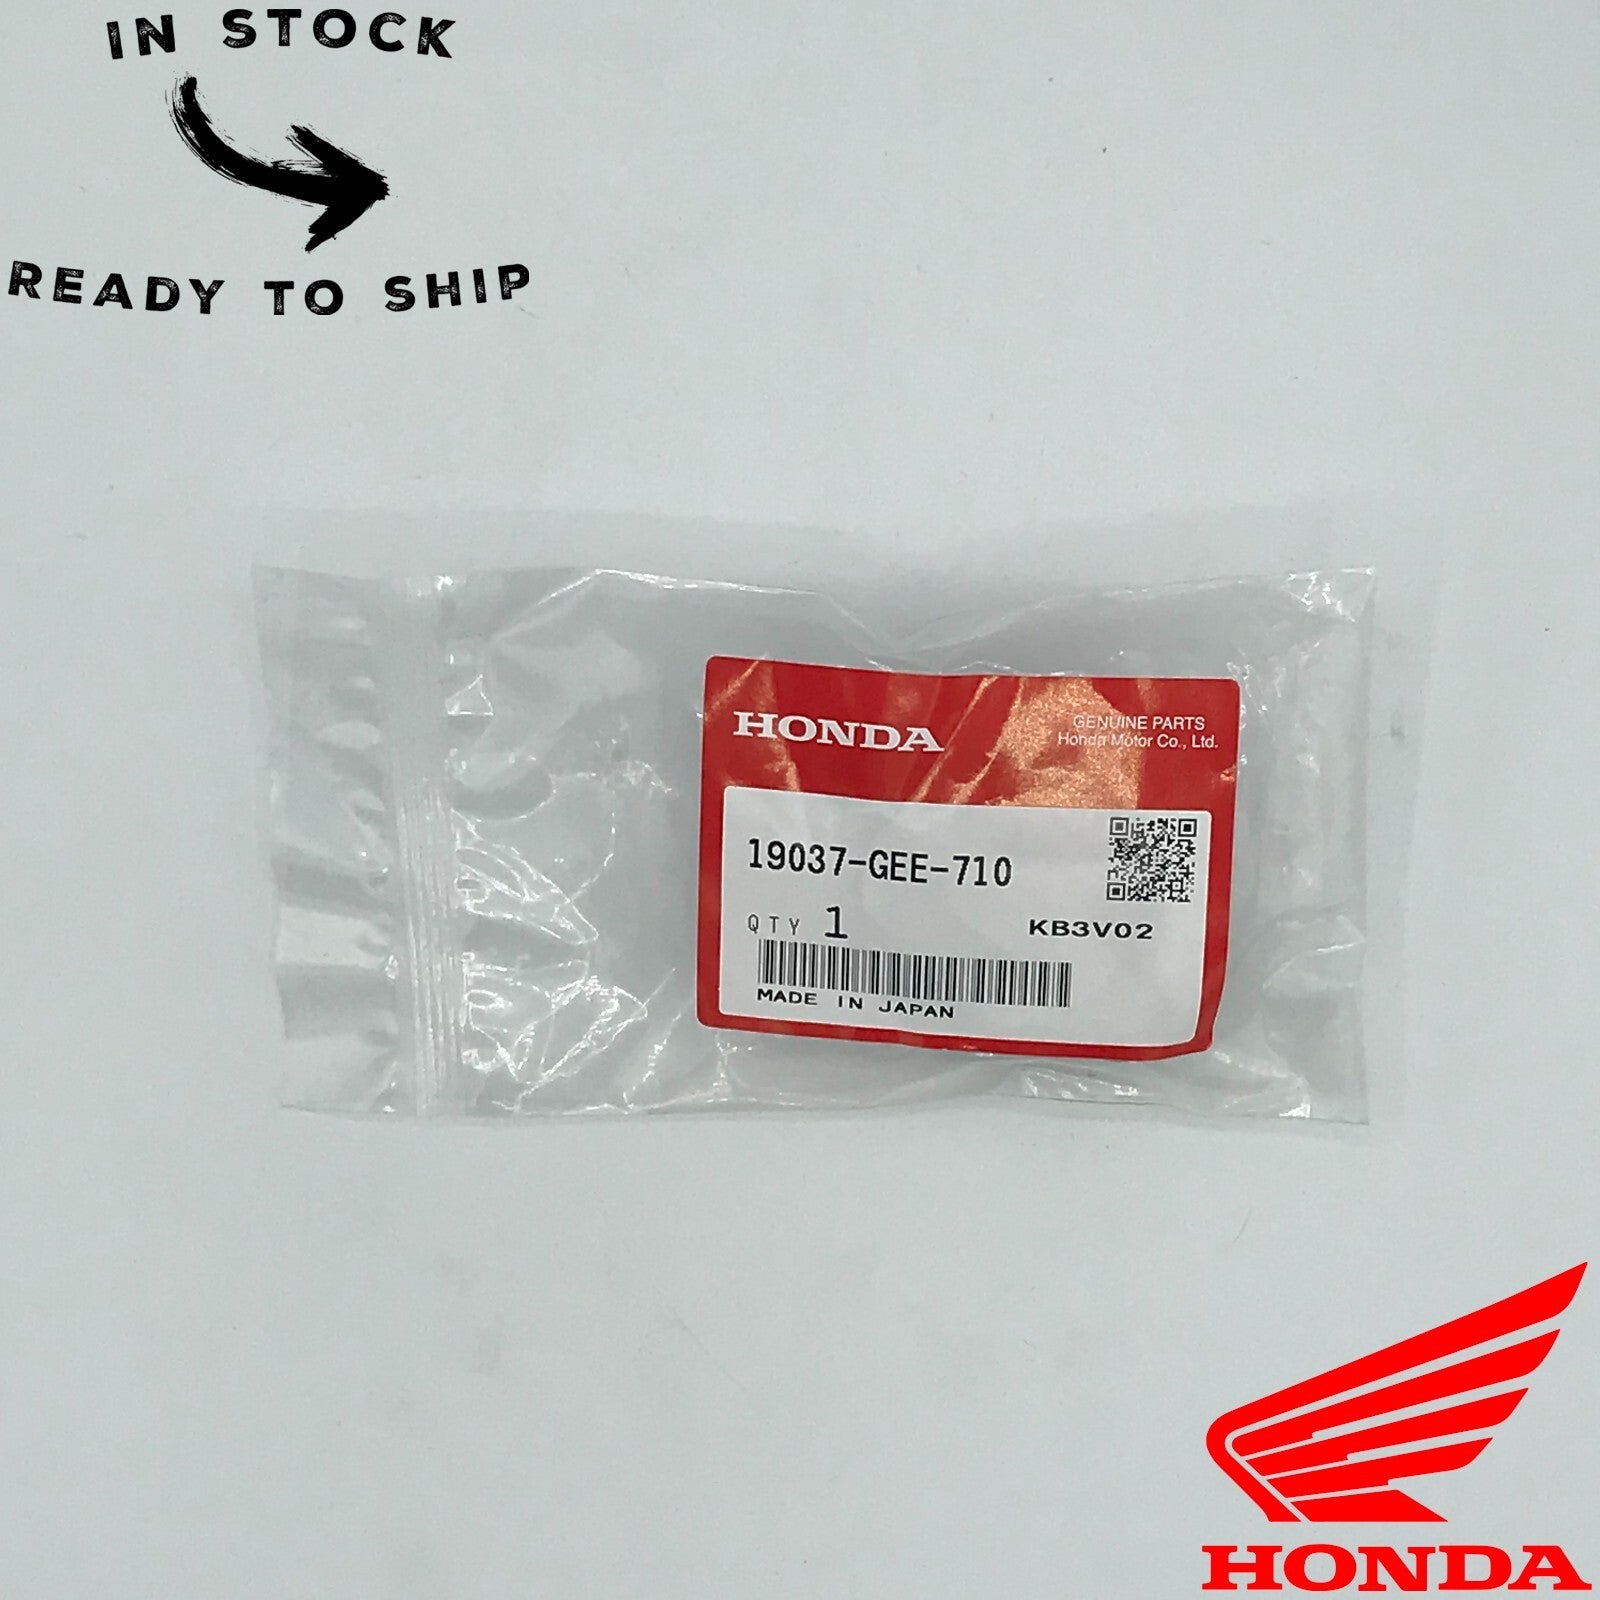 IN STOCK
READY TO SHIP
HONDA
GENUINE PARTS
Honda Motor Co., Ltd.
19037-GEE-710
QTY 1
KB3V02
MADE IN JAPAN
HONDA